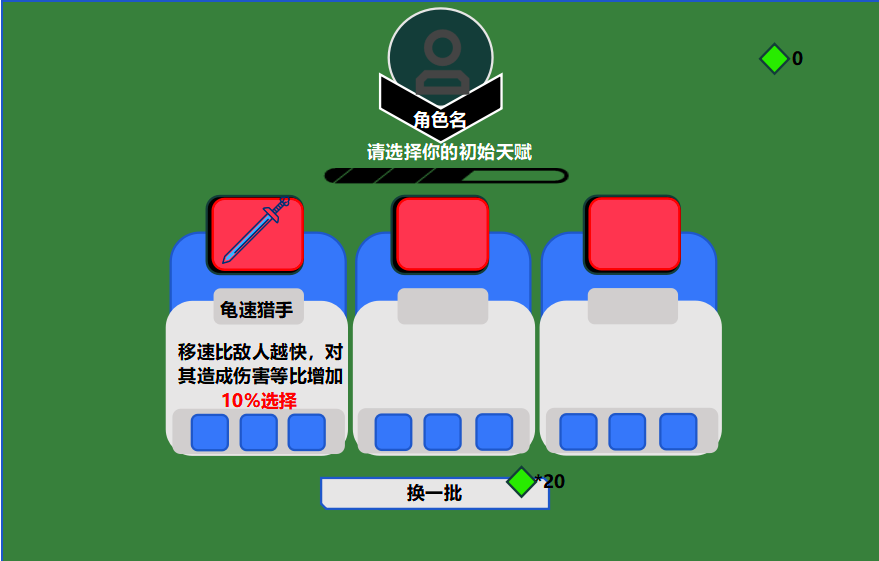 0
角色名
请选择你的初始天赋
龟速猎手
移速比敌人越快，对
其造成伤害等比增加
10%选择
换一批
*20